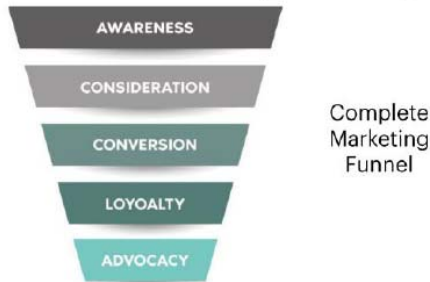 AWARENESS
CONSIDERATION
CONVERSION
LOYOALTY
ADVOCACY
Complete
Marketing
Funnel